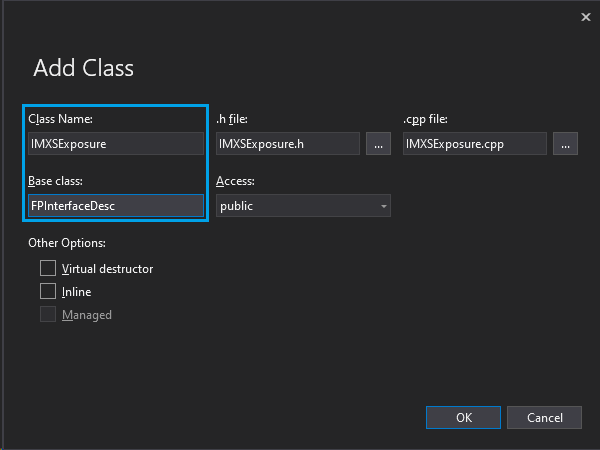 Add Class
Class Name: .h file: .cpp file:
IMXSExposure IMXSExposure.h ... IMXSExposure.cpp ...
Base class: Access:
FPInterfaceDesc public
Other Options:
Virtual destructor
Inline
Managed
OK Cancel